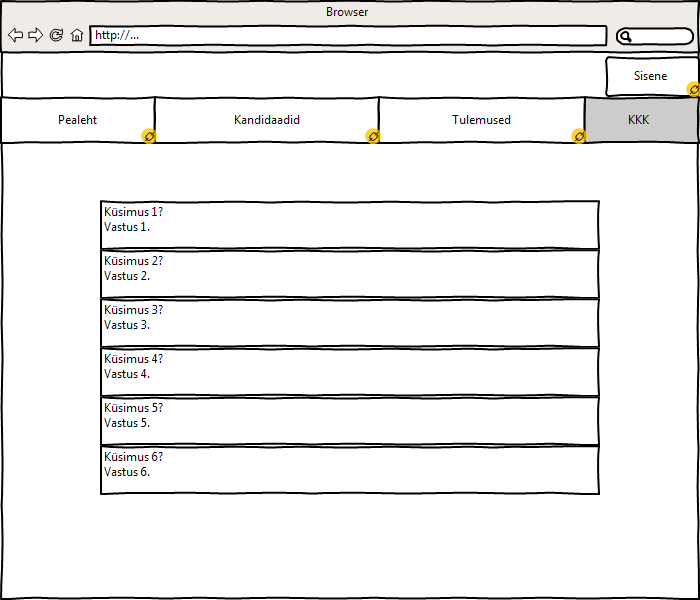 Browser
http://...
Sisene
Pealeht
Kandidaadid
Tulemused
KKK
Küsimus 1?
Vastus 1.
Küsimus 2?
Vastus 2.
Küsimus 3?
Vastus 3.
Küsimus 4?
Vastus 4.
Küsimus 5?
Vastus 5.
Küsimus 6?
Vastus 6.